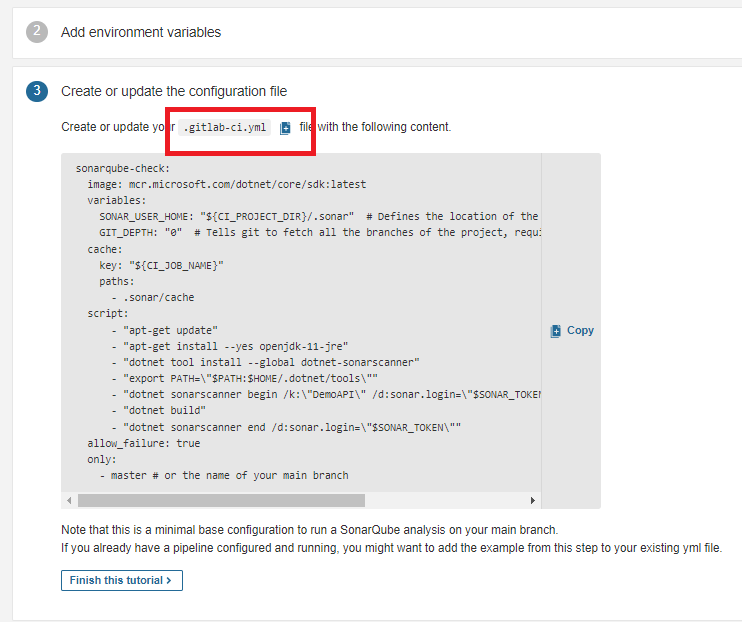 2 Add environment variables
3 Create or update the configuration file
Create or update your .gitlab-ci.yml file with the following content.
sonarqube-check:
image: mcr.microsoft.com/dotnet/core/sdk:latest
variables:
SONAR_USER_HOME: "${CI_PROJECT_DIR}/.sonar"  # Defines the location of the
GIT_DEPTH: "0"  # Tells git to fetch all the branches of the project, requi
cache:
key: "${CI_JOB_NAME}"
paths:
- .sonar/cache
script:
- "apt-get update"
- "apt-get install --yes openjdk-11-jre"
- "dotnet tool install --global dotnet-sonarscanner"
- "export PATH=\"$PATH:$HOME/.dotnet/tools\""
- "dotnet sonarscanner begin /k:\"DemoAPI\" /d:sonar.login=\"$SONAR_TOKEN
- "dotnet build"
- "dotnet sonarscanner end /d:sonar.login=\"$SONAR_TOKEN\""
allow_failure: true
only:
- master # or the name of your main branch
Copy
Note that this is a minimal base configuration to run a SonarQube analysis on your main branch.
If you already have a pipeline configured and running, you might want to add the example from this step to your existing yml file.
Finish this tutorial >